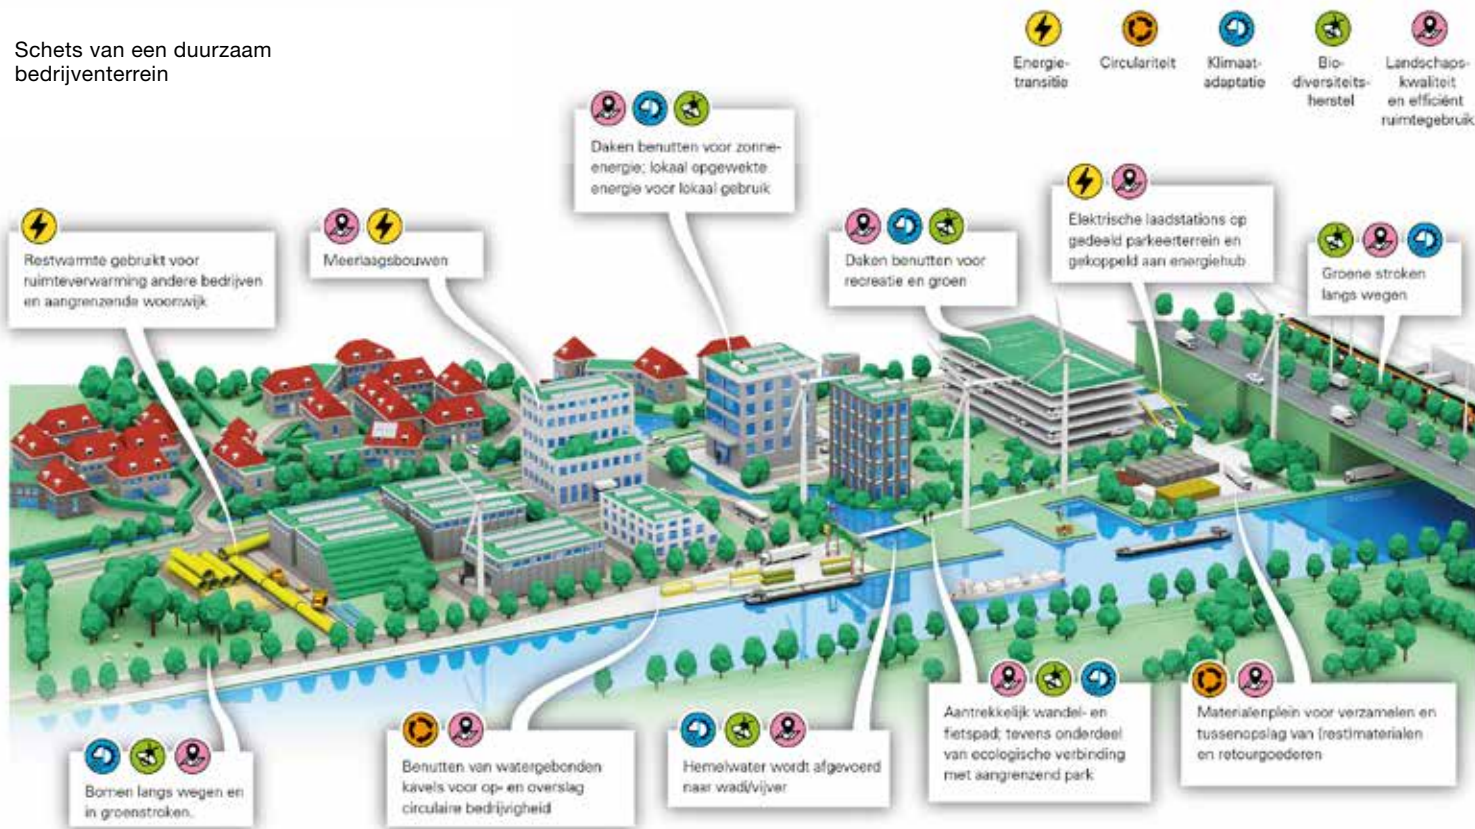 Schets van een duurzaam
bedrijventerrein
Energie-
transitie
Circulariteit
Klimaat-
adaptatie
Bio-
diversiteits-
herstel
Landschaps-
kwaliteit
en efficiënt
ruimtegebruik
Daken benutten voor zonne-
energie; lokaal opgewekte
energie voor lokaal gebruik
Restwarmte gebruikt voor
ruimteverwarming andere bedrijven
en aangrenzende woonwijk
Meerlaagsbouwen
Daken benutten voor
recreatie en groen
Elektrische laadstations op
gedeeld parkeerterrein en
gekoppeld aan energiehub
Groene stroken
langs wegen
Bomen langs wegen en
in groenstroken.
Benutten van watergebonden
kavels voor op- en overslag
circulaire bedrijvigheid
Hemelwater wordt afgevoerd
naar wadi/vijver
Aantrekkelijk wandel- en
fietspad; tevens onderdeel
van ecologische verbinding
met aangrenzend park
Materialenplein voor verzamelen en
tussenopslag van (rest)materialen
en retourgoederen